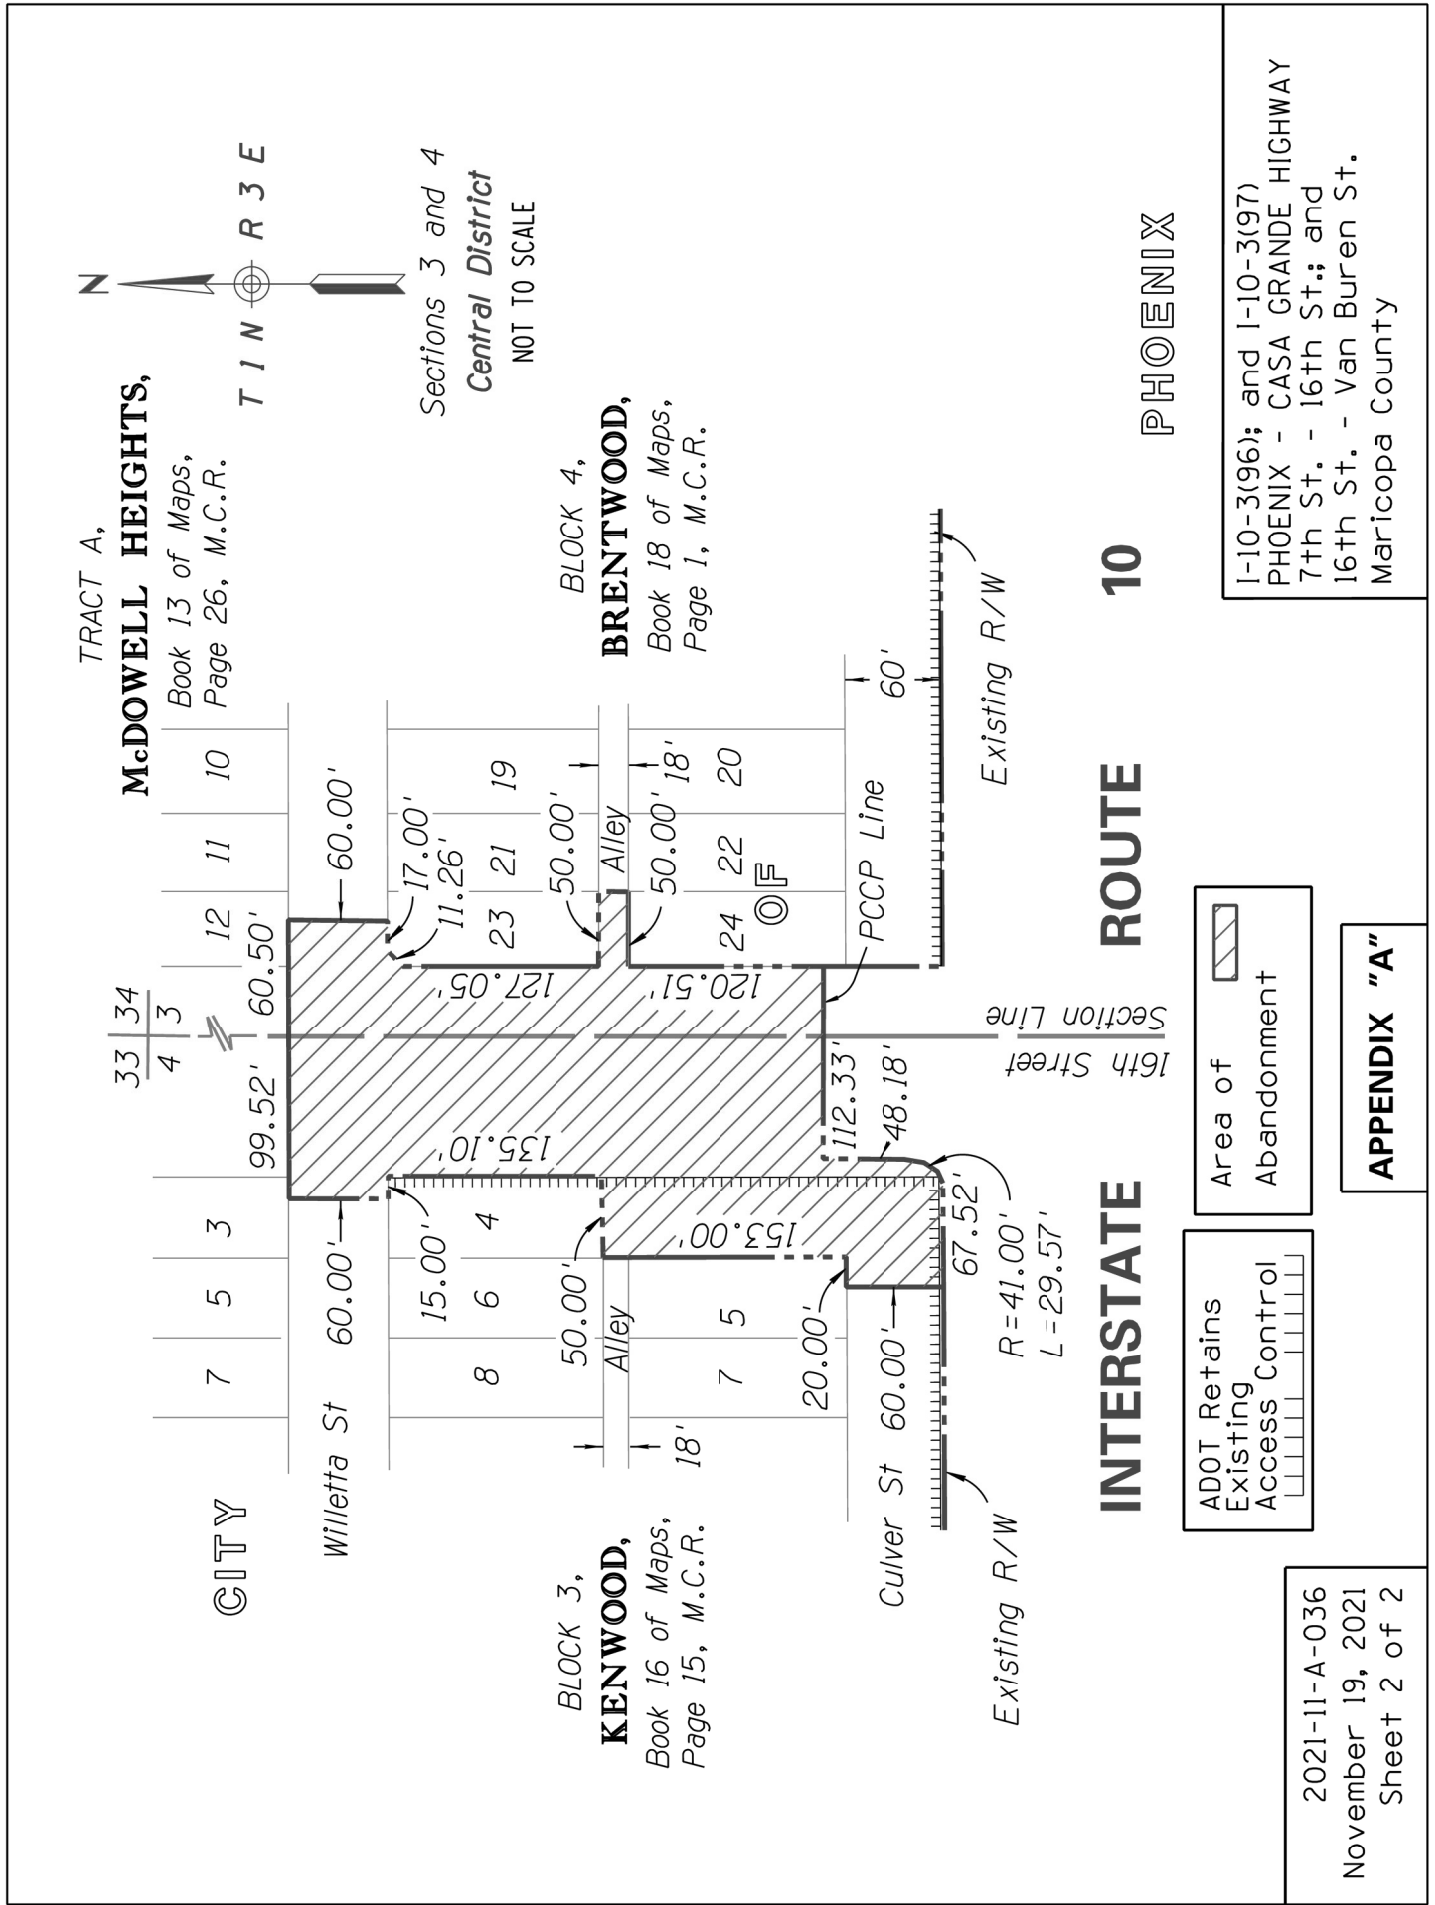 TRACT A,
McDOWELL HEIGHTS,
Book 13 of Maps,
Page 26, M.C.R.
N
T 1 N R 3 E
Sections 3 and 4
Central District
NOT TO SCALE
33 34
4 3
CITY
7 5 3
99.52' 60.50'
12 11 10
Willetta St
60.00'
60.00'
15.00'
17.00'
11.26'
8 6 4
135.10'
127.05'
23 21 19
BLOCK 3,
KENWOOD,
Book 16 of Maps,
Page 15, M.C.R.
18'
Alley
50.00'
50.00'
Alley
50.00'
18'
BLOCK 4,
BRENTWOOD,
Book 18 of Maps,
Page 1, M.C.R.
7 5
153.00'
120.51'
24 22 20
OF
20.00'
112.33'
PCCP Line
60'
Culver St
60.00'
48.18'
67.52'
R=41.00'
L=29.57'
Existing R/W
16th Street
Section Line
Existing R/W
INTERSTATE ROUTE 10
PHOENIX
ADOT Retains
Existing
Access Control
Area of
Abandonment
2021-11-A-036
November 19, 2021
Sheet 2 of 2
APPENDIX "A"
I-10-3(96); and I-10-3(97)
PHOENIX - CASA GRANDE HIGHWAY
7th St. - 16th St.; and
16th St. - Van Buren St.
Maricopa County